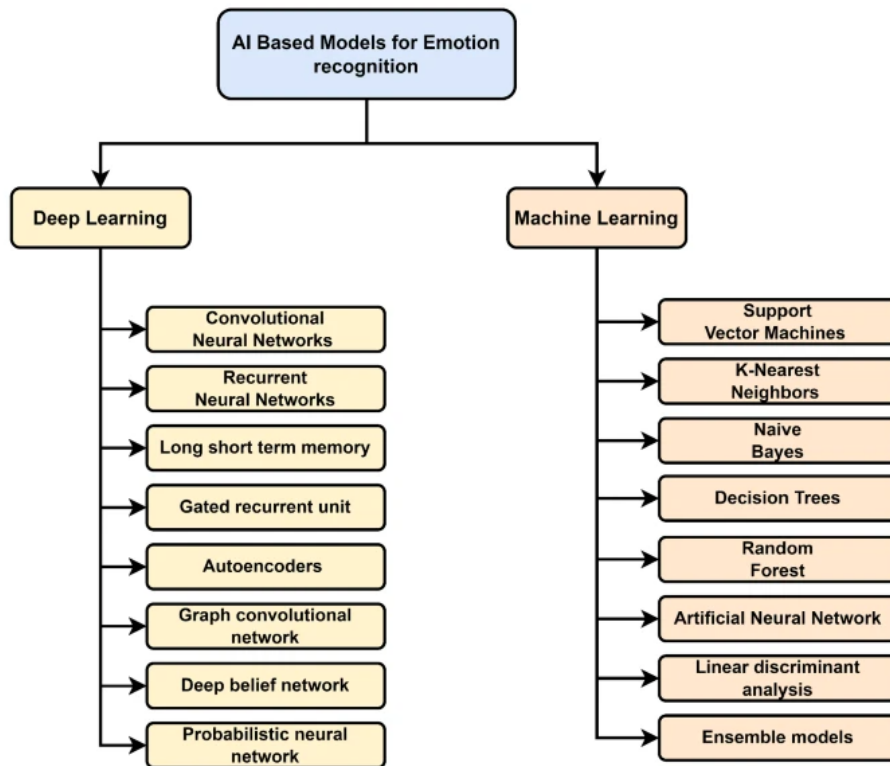 AI Based Models for Emotion
recognition
Deep Learning
Machine Learning
Convolutional
Neural Networks
Recurrent
Neural Networks
Long short term memory
Gated recurrent unit
Autoencoders
Graph convolutional
network
Deep belief network
Probabilistic neural
network
Support
Vector Machines
K-Nearest
Neighbors
Naive
Bayes
Decision Trees
Random
Forest
Artificial Neural Network
Linear discriminant
analysis
Ensemble models